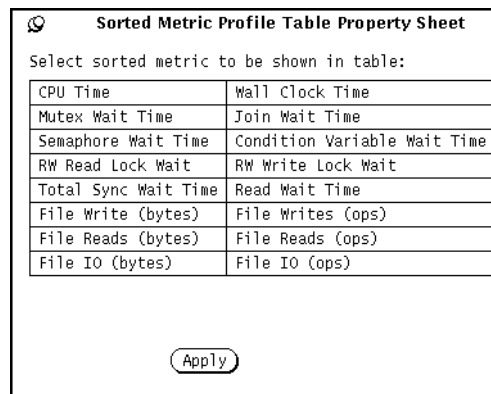 Sorted Metric Profile Table Property Sheet
Select sorted metric to be shown in table:
CPU Time Wall Clock Time
Mutex Wait Time Join Wait Time
Semaphore Wait Time Condition Variable Wait Time
RW Read Lock Wait RW Write Lock Wait
Total Sync Wait Time Read Wait Time
File Write (bytes) File Writes (ops)
File Reads (bytes) File Reads (ops)
File IO (bytes) File IO (ops)
Apply